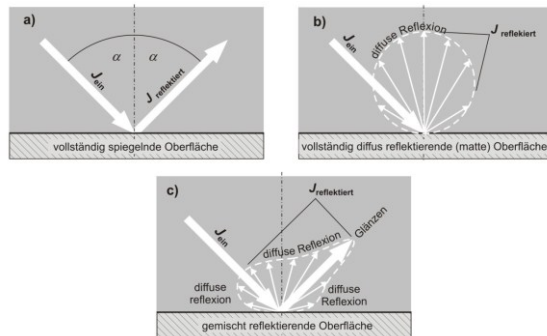 a)
α α
J ein
J reflektiert
vollständig spiegelnde Oberfläche
b)
J ein
diffuse Reflexion
J reflekiert
vollständig diffus reflektierende (matte) Oberfläche
c)
J reflektiert
J ein
diffuse Reflexion
Glänzen
diffuse
reflexion
diffuse
Reflexion
gemischt reflektierende Oberfläche